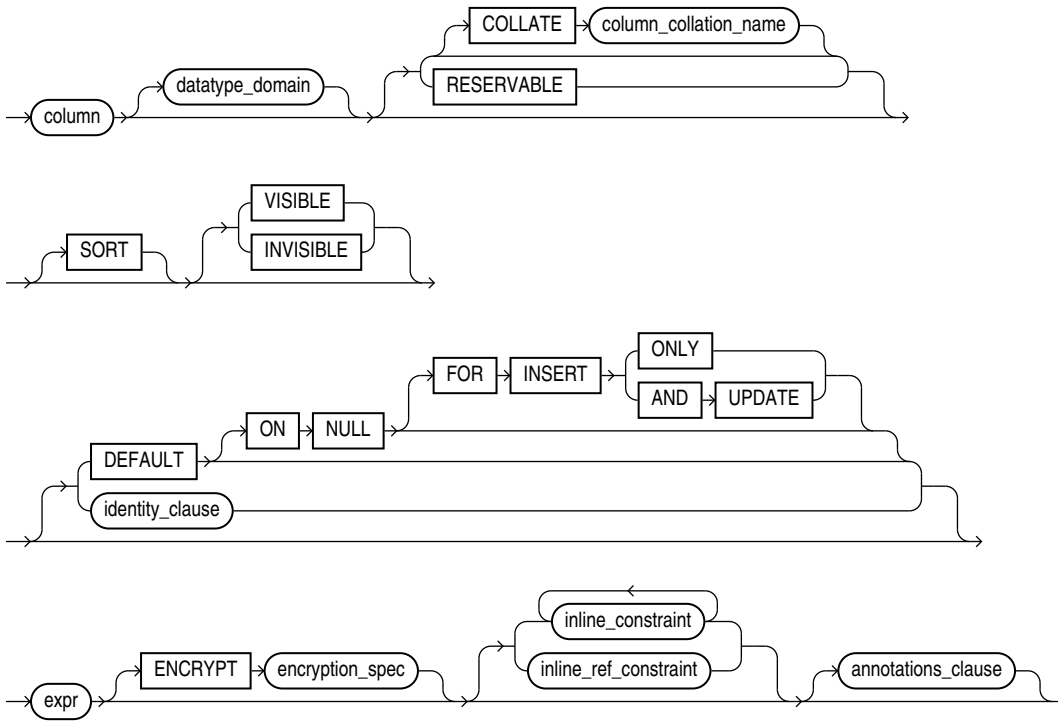 COLLATE column_collation_name
datatype_domain RESERVABLE
column
VISIBLE
SORT INVISIBLE
ONLY
FOR INSERT
AND UPDATE
ON NULL
DEFAULT
identity_clause
inline_constraint
ENCRYPT encryption_spec inline_ref_constraint annotations_clause
expr